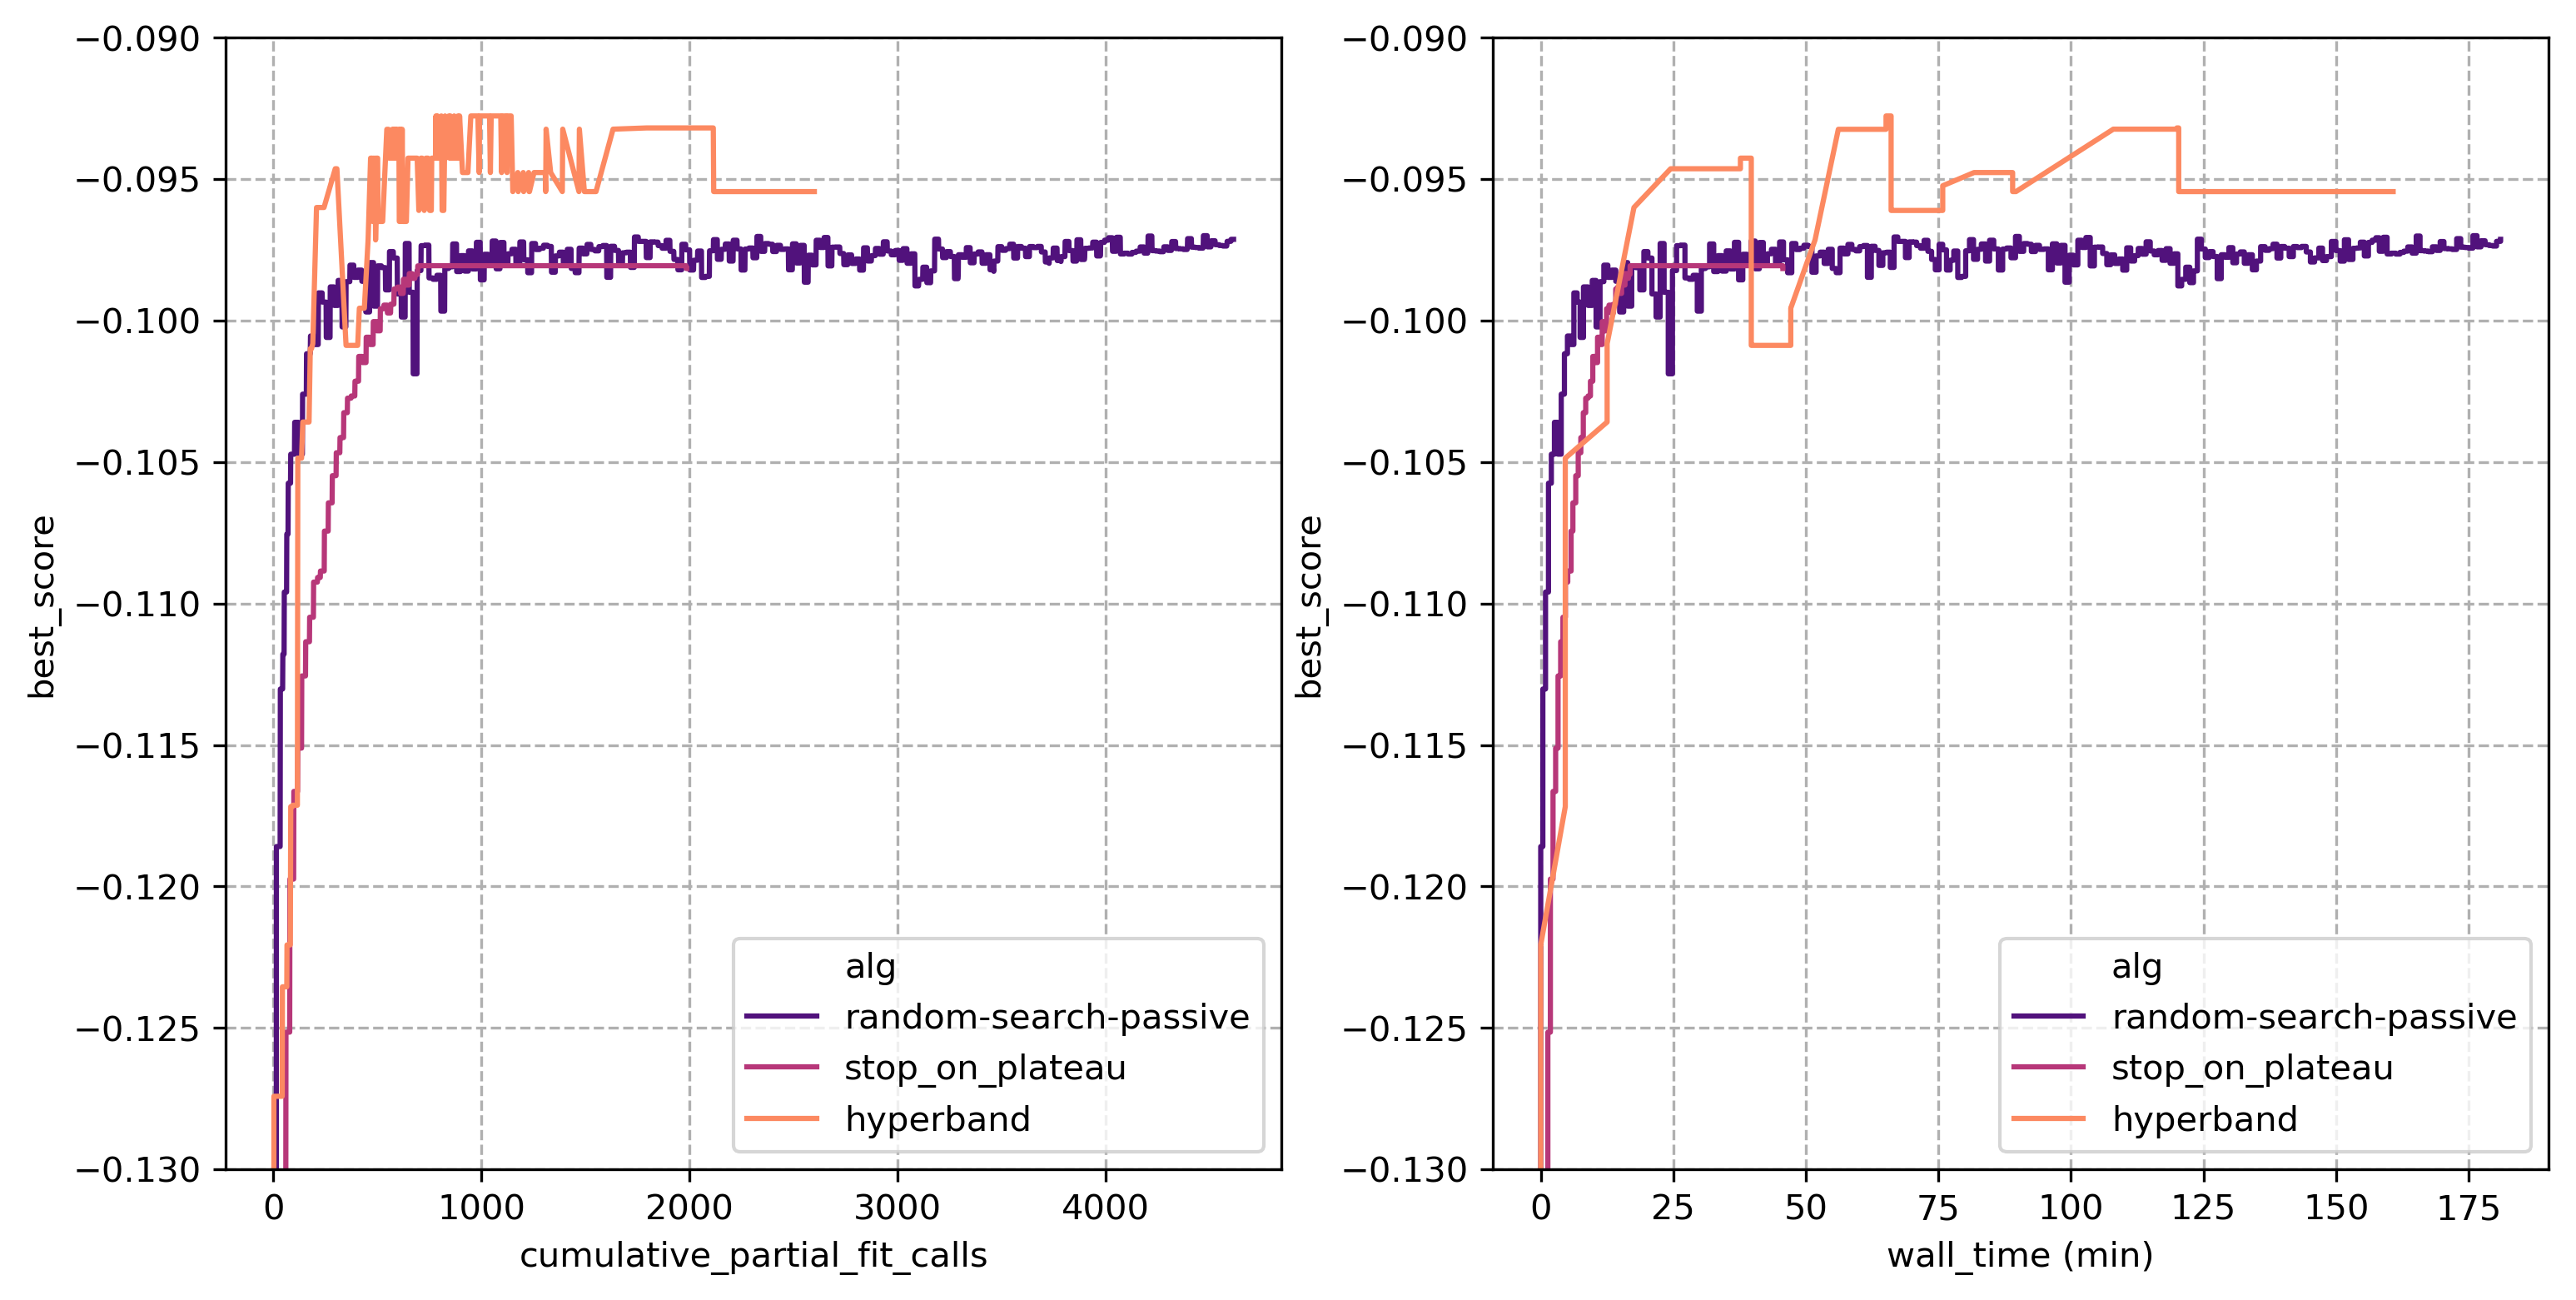 −0.090
−0.095
−0.100
−0.105
−0.110
−0.115
−0.120
−0.125
−0.130
best_score
0 1000 2000 3000 4000
cumulative_partial_fit_calls
alg
random-search-passive
stop_on_plateau
hyperband
−0.090
−0.095
−0.100
−0.105
−0.110
−0.115
−0.120
−0.125
−0.130
best_score
0 25 50 75 100 125 150 175
wall_time (min)
alg
random-search-passive
stop_on_plateau
hyperband